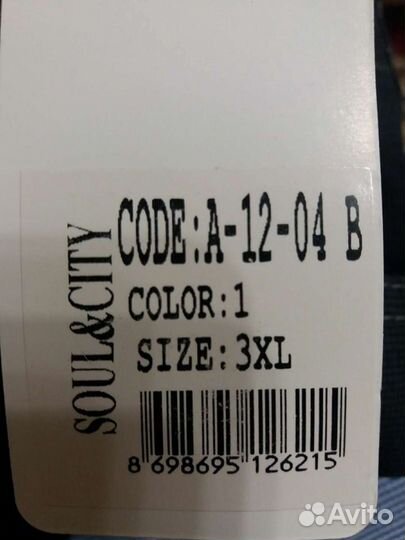 SOUL&CITY
CODE:A-12-04 B
COLOR:1
SIZE:3XL
8 698695 126215
Avito